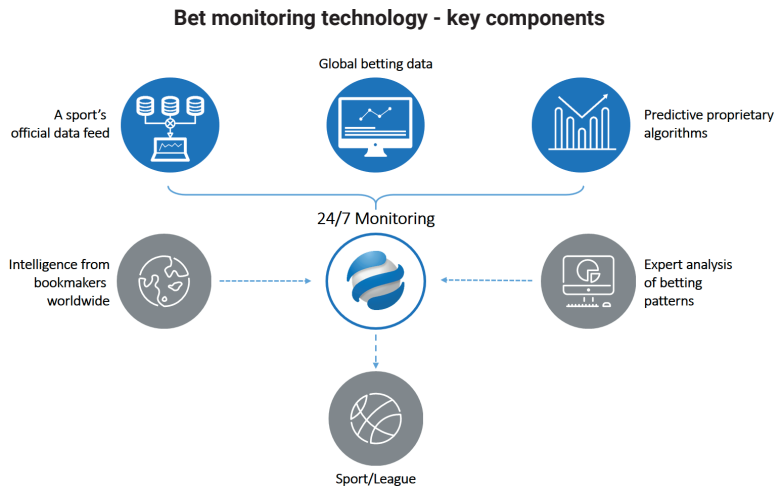 Bet monitoring technology - key components
Global betting data
A sport's
official data feed
Predictive proprietary
algorithms
24/7 Monitoring
Intelligence from
bookmakers
worldwide
Expert analysis
of betting
patterns
Sport/League